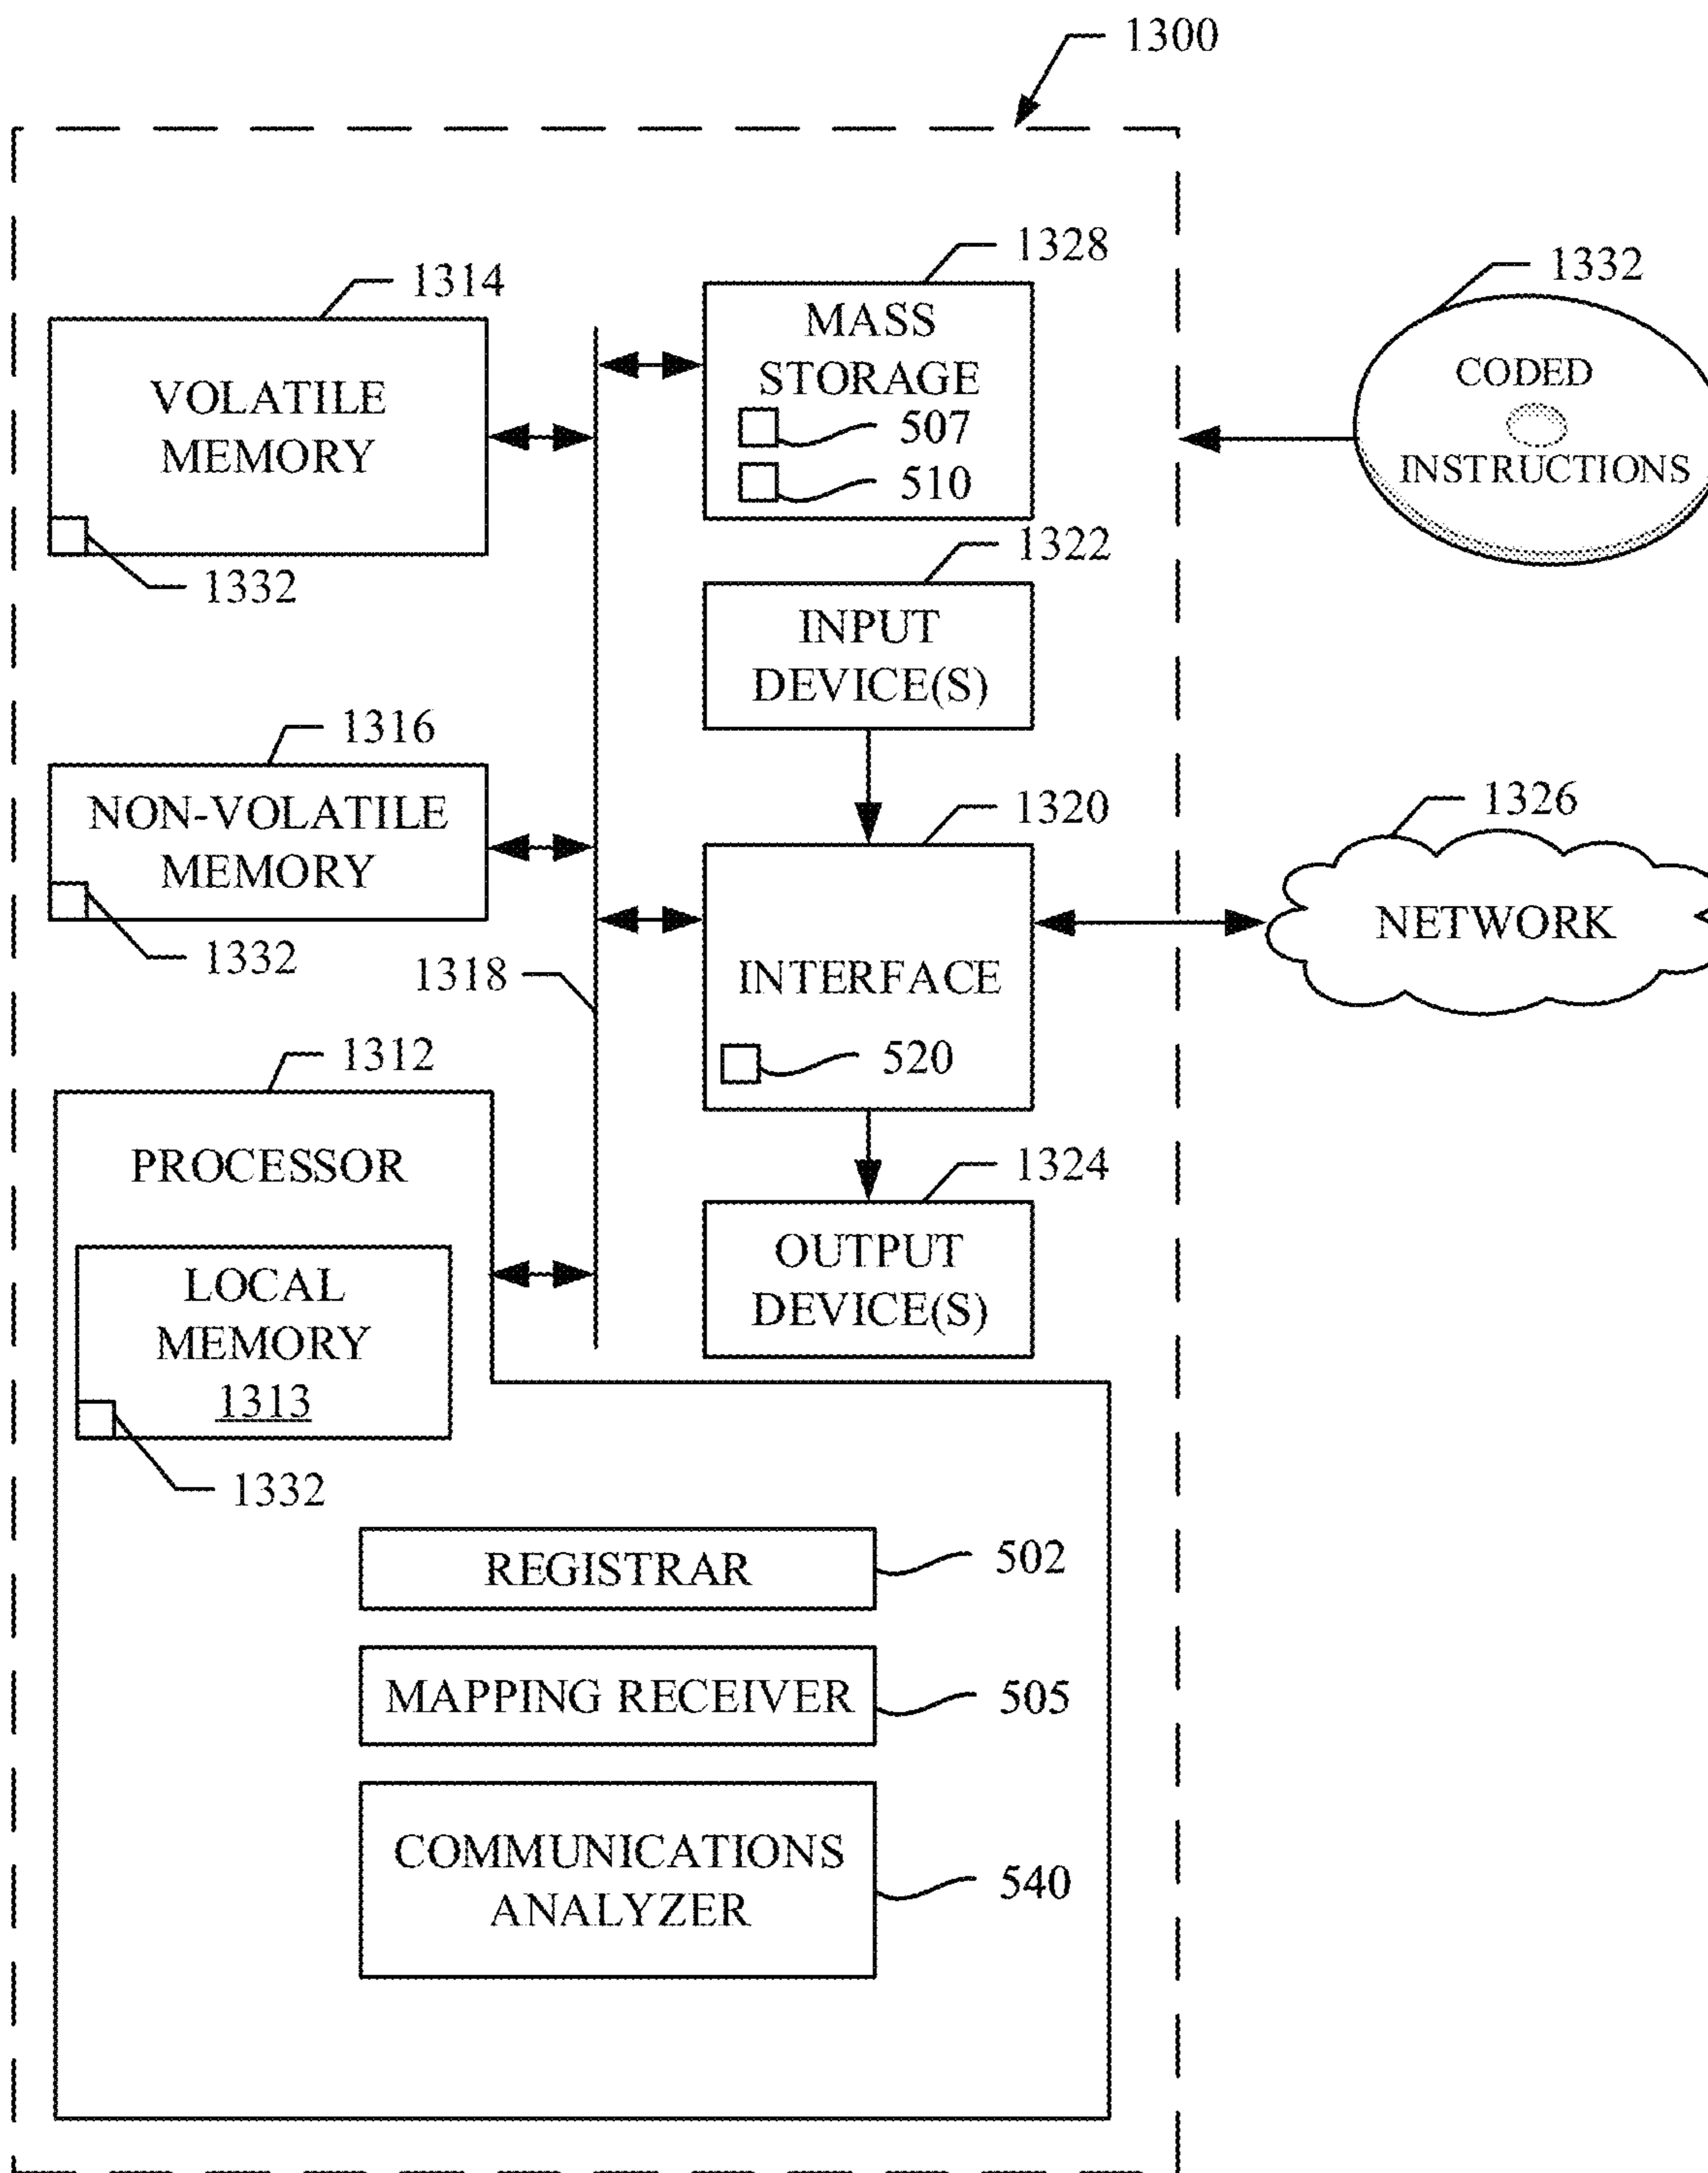 1300
1328
1314
1332
MASS
STORAGE
507
510
VOLATILE
MEMORY
1332
CODED
INSTRUCTIONS
1322
INPUT
DEVICE(S)
1316
NON-VOLATILE
MEMORY
1332
1318
1320
INTERFACE
520
1326
NETWORK
1312
PROCESSOR
LOCAL
MEMORY
1313
1332
1324
OUTPUT
DEVICE(S)
REGISTRAR
502
MAPPING RECEIVER
505
COMMUNICATIONS
ANALYZER
540